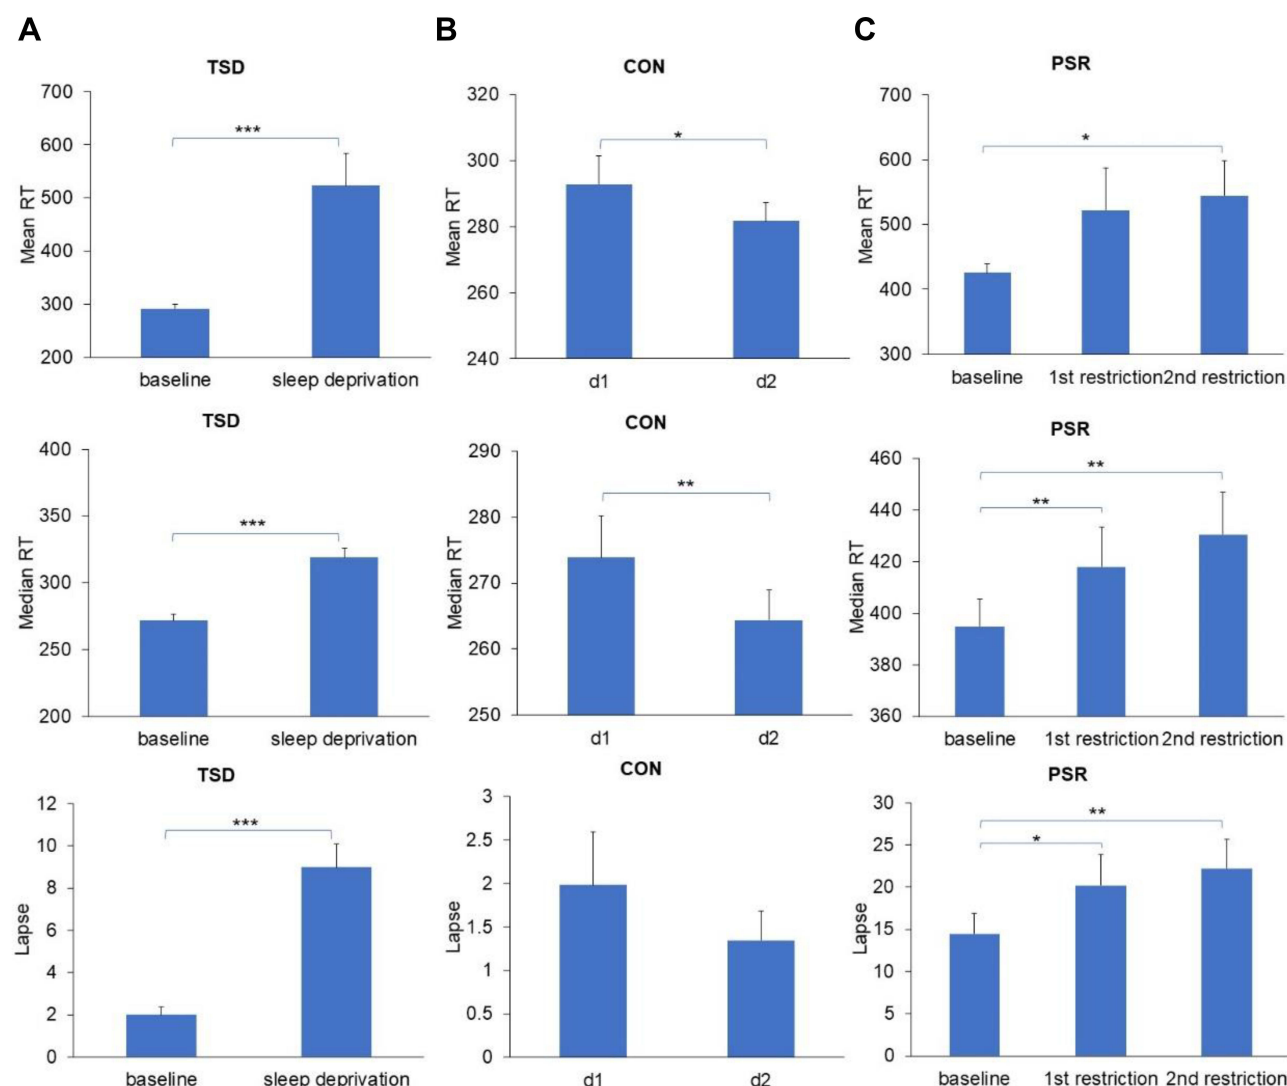 A
B
C
TSD
700
600
500
400
300
200
Mean RT
***
baseline
sleep deprivation
CON
320
300
280
260
240
Mean RT
*
d1
d2
PSR
700
600
500
400
300
Mean RT
*
baseline
1st restriction
2nd restriction
TSD
400
350
300
250
200
Median RT
***
baseline
sleep deprivation
CON
290
280
270
260
250
Median RT
**
d1
d2
PSR
460
440
420
400
380
360
Median RT
**
**
baseline
1st restriction
2nd restriction
TSD
12
10
8
6
4
2
0
Lapse
***
baseline
sleep deprivation
CON
3
2.5
2
1.5
1
0.5
0
Lapse
d1
d2
PSR
30
25
20
15
10
5
0
Lapse
**
*
baseline
1st restriction
2nd restriction